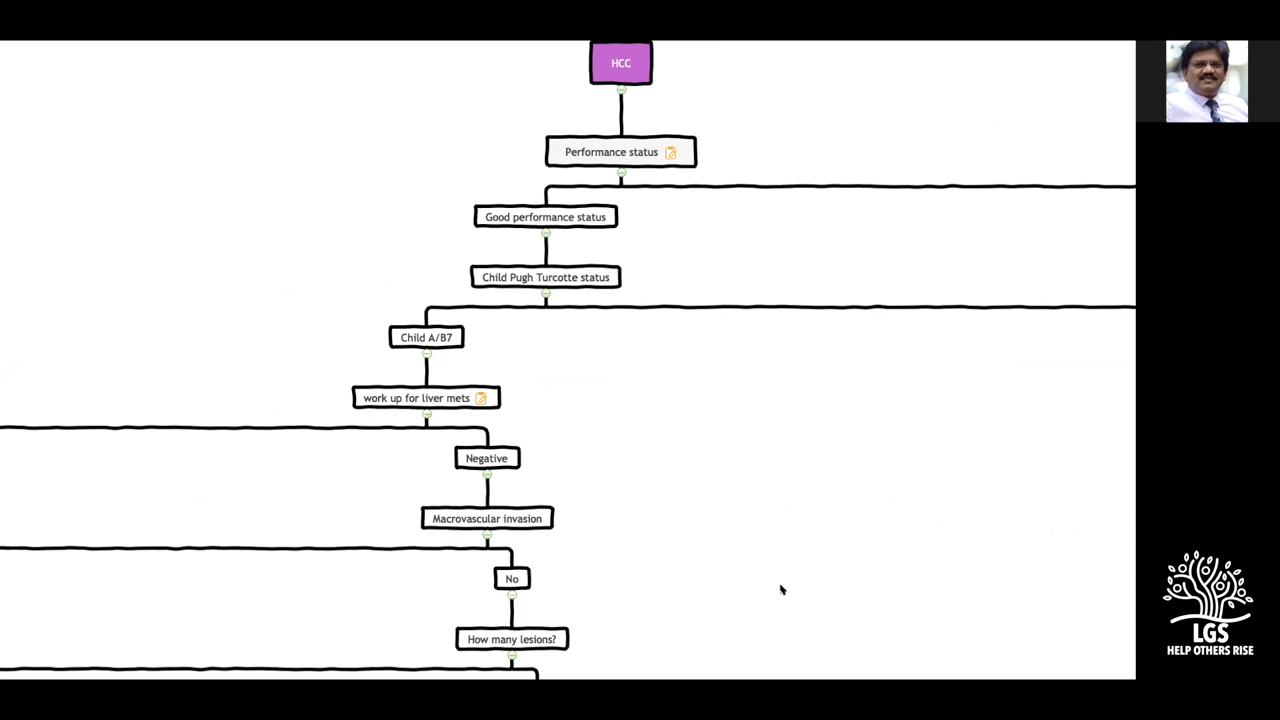 HCC
Performance status
Good performance status
Child Pugh Turcotte status
Child A/B7
work up for liver mets
Negative
Macrovascular invasion
No
How many lesions?
LGS
HELP OTHERS RISE